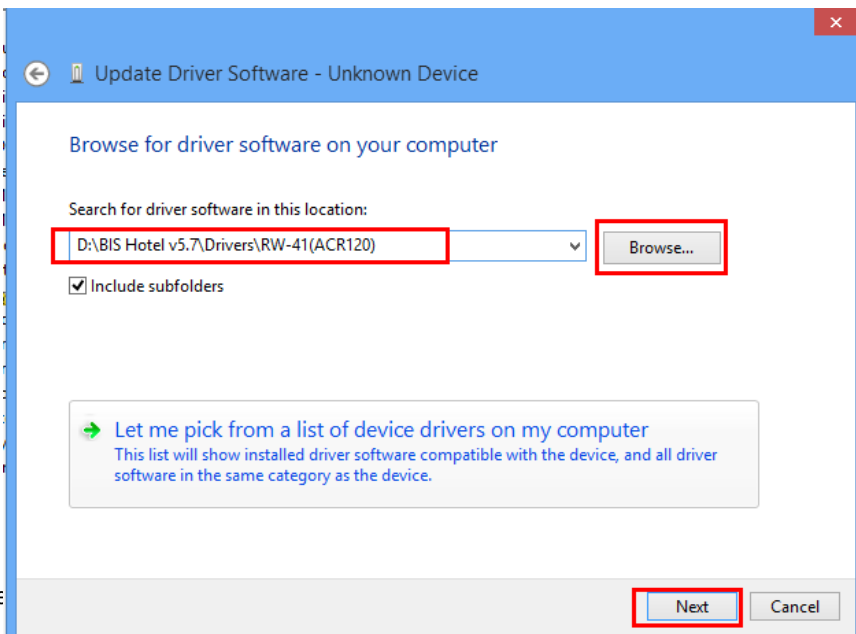 Update Driver Software - Unknown Device
Browse for driver software on your computer
Search for driver software in this location:
D:\BIS Hotel v5.7\Drivers\RW-41(ACR120)
Browse...
Include subfolders
Let me pick from a list of device drivers on my computer
This list will show installed driver software compatible with the device, and all driver
software in the same category as the device.
Next
Cancel